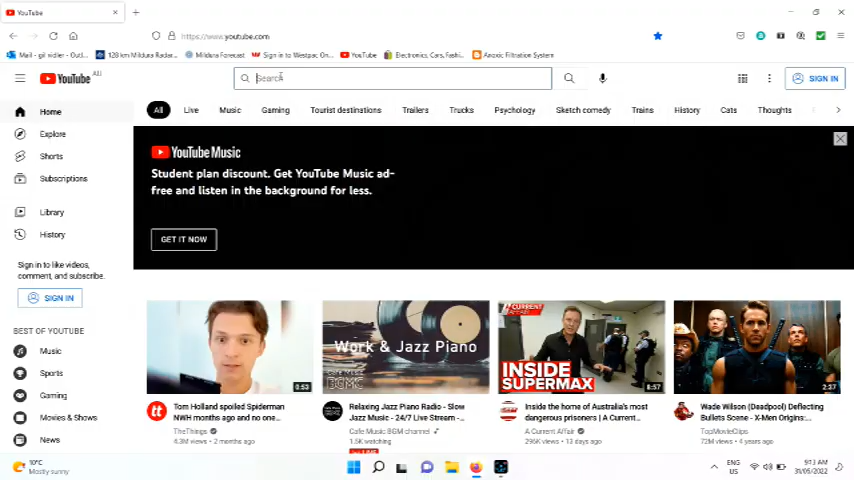 YouTube
https://www.youtube.com
Mail - gil vidler - Outl...
128 km Mildura Radar...
Mildura Forecast
Sign in to Westpac On...
YouTube
Electronics, Cars, Fashi...
Anoxic Filtration System
YouTube AU
Search
SIGN IN
Home
Explore
Shorts
Subscriptions
Library
History
Sign in to like videos,
comment, and subscribe.
SIGN IN
BEST OF YOUTUBE
Music
Sports
Gaming
Movies & Shows
News
All
Live
Music
Gaming
Tourist destinations
Trailers
Trucks
Psychology
Sketch comedy
Trains
History
Cats
Thoughts
YouTube Music
Student plan discount. Get YouTube Music ad-
free and listen in the background for less.
GET IT NOW
0:53
Tom Holland spoiled Spiderman
NWH months ago and no one...
TheThings
4.3M views • 2 months ago
Work & Jazz Piano
Cafe Music
BGMC
Relaxing Jazz Piano Radio - Slow
Jazz Music - 24/7 Live Stream -...
Cafe Music BGM channel
1.5K watching
LIVE
A CURRENT
AFFAIR
INSIDE
SUPERMAX
8:57
Inside the home of Australia's most
dangerous prisoners | A Current...
A Current Affair
296K views • 13 days ago
2:37
Wade Wilson (Deadpool) Deflecting
Bullets Scene - X-Men Origins:...
TopMovieClips
72M views • 4 years ago
10°C
Mostly sunny
ENG
US
9:13 AM
31/05/2022